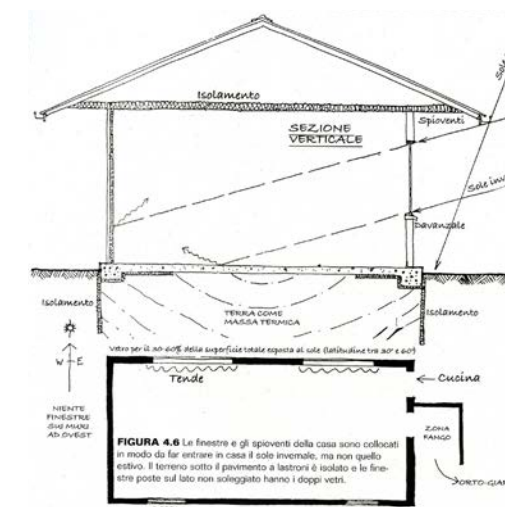 Isolamento
SEZIONE
VERTICALE
Spioventi
Sole
Sole inv
Davanzale
Isolamento
TERRA COME
MASSA TERMICA
Isolamento
Vetro per il 30-60% della superficie totale esposta al sole (latitudine tra 30° e 60°)
W E
Tende
Cucina
NIENTE
FINESTRE
SUI MURI
AD OVEST
ZONA
FANGO
ORTO-GIAR
FIGURA 4.6 Le finestre e gli spioventi della casa sono collocati
in modo da far entrare in casa il sole invernale, ma non quello
estivo. Il terreno sotto il pavimento a lastroni è isolato e le fine-
stre poste sul lato non soleggiato hanno i doppi vetri.